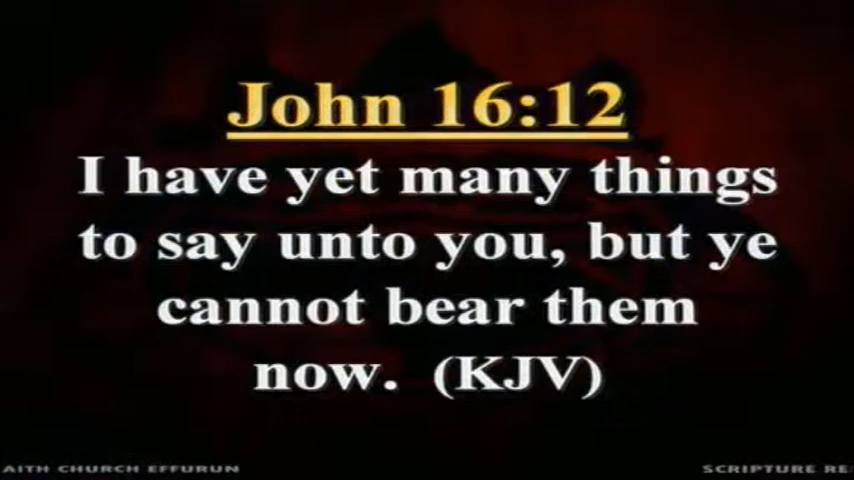 John 16:12
I have yet many things
to say unto you, but ye
cannot bear them
now. (KJV)
AITH CHURCH EFFURUN
SCRIPTURE RE